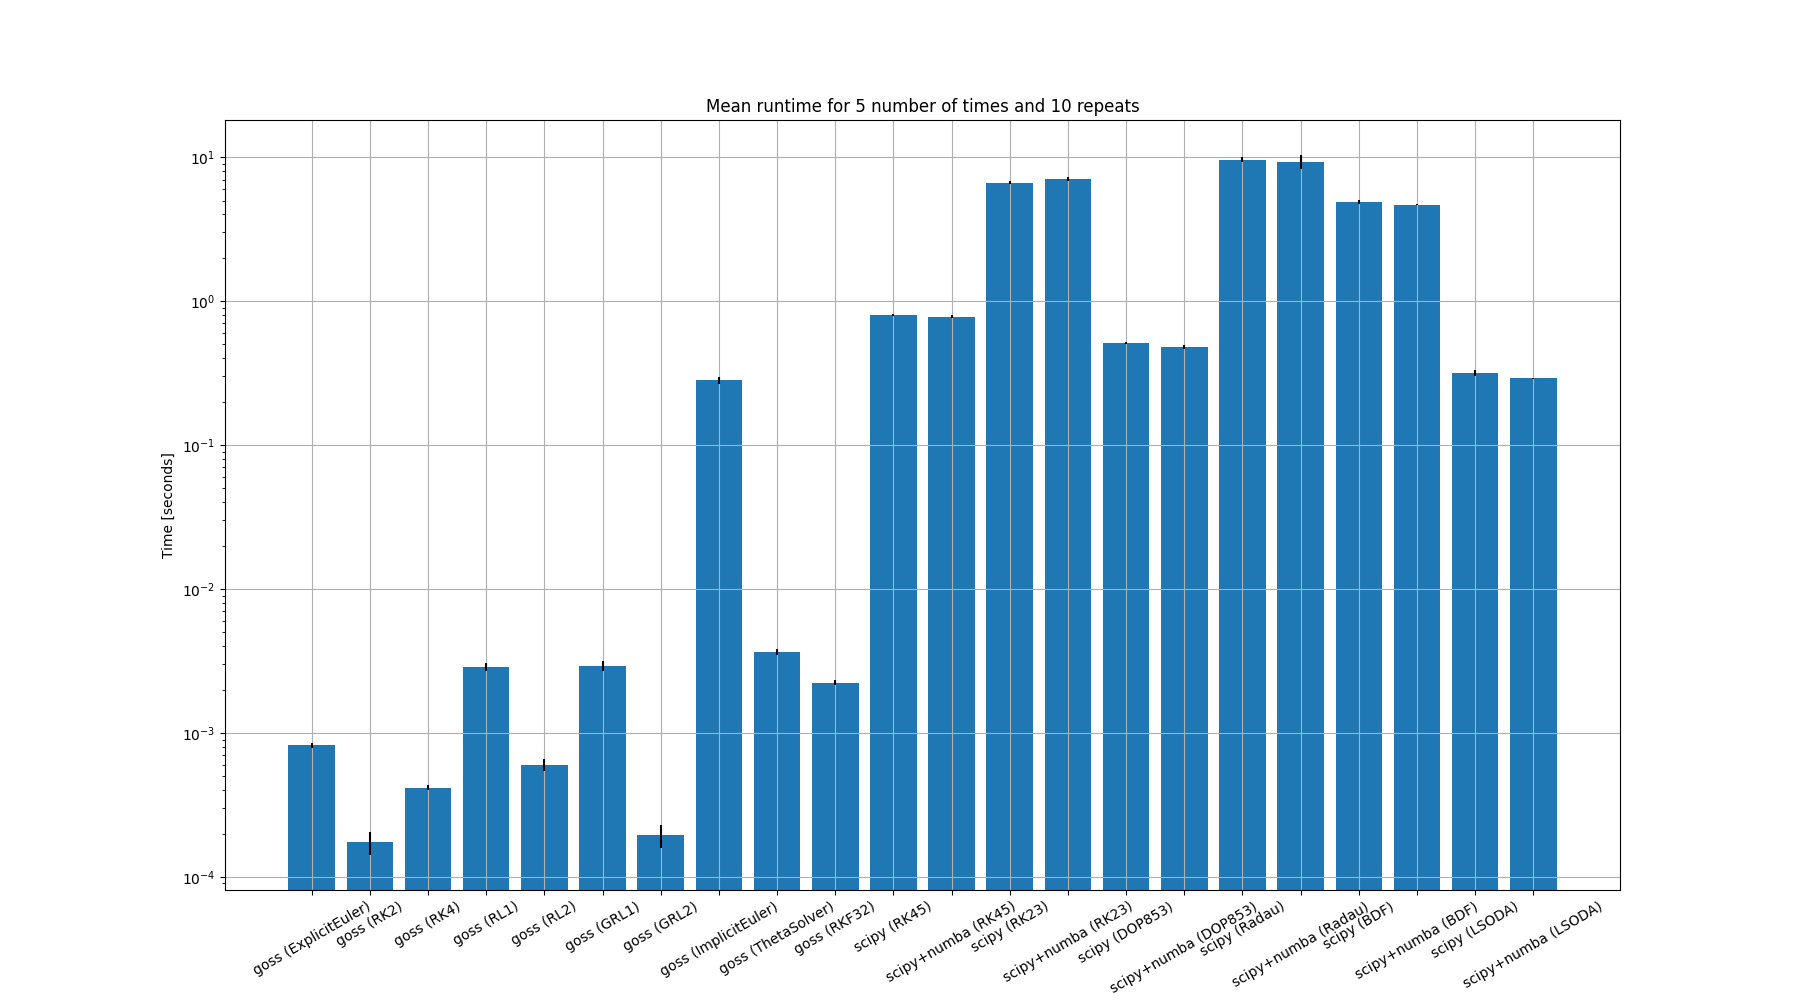 Mean runtime for 5 number of times and 10 repeats
Time [seconds]
10¹
10⁰
10⁻¹
10⁻²
10⁻³
10⁻⁴
goss (ExplicitEuler)
goss (RK2)
goss (RK4)
goss (RL1)
goss (RL2)
goss (GRL1)
goss (GRL2)
goss (ImplicitEuler)
goss (ThetaSolver)
goss (RKF32)
scipy (RK45)
scipy+numba (RK45)
scipy (RK23)
scipy+numba (RK23)
scipy (DOP853)
scipy+numba (DOP853)
scipy (Radau)
scipy+numba (Radau)
scipy (BDF)
scipy+numba (BDF)
scipy (LSODA)
scipy+numba (LSODA)